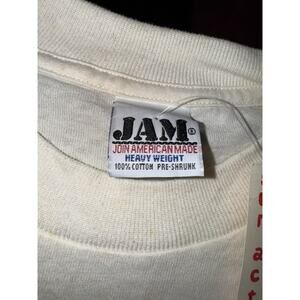 JAM®
JOIN AMERICAN MADE
HEAVY WEIGHT
100% COTTON PRE-SHRUNK